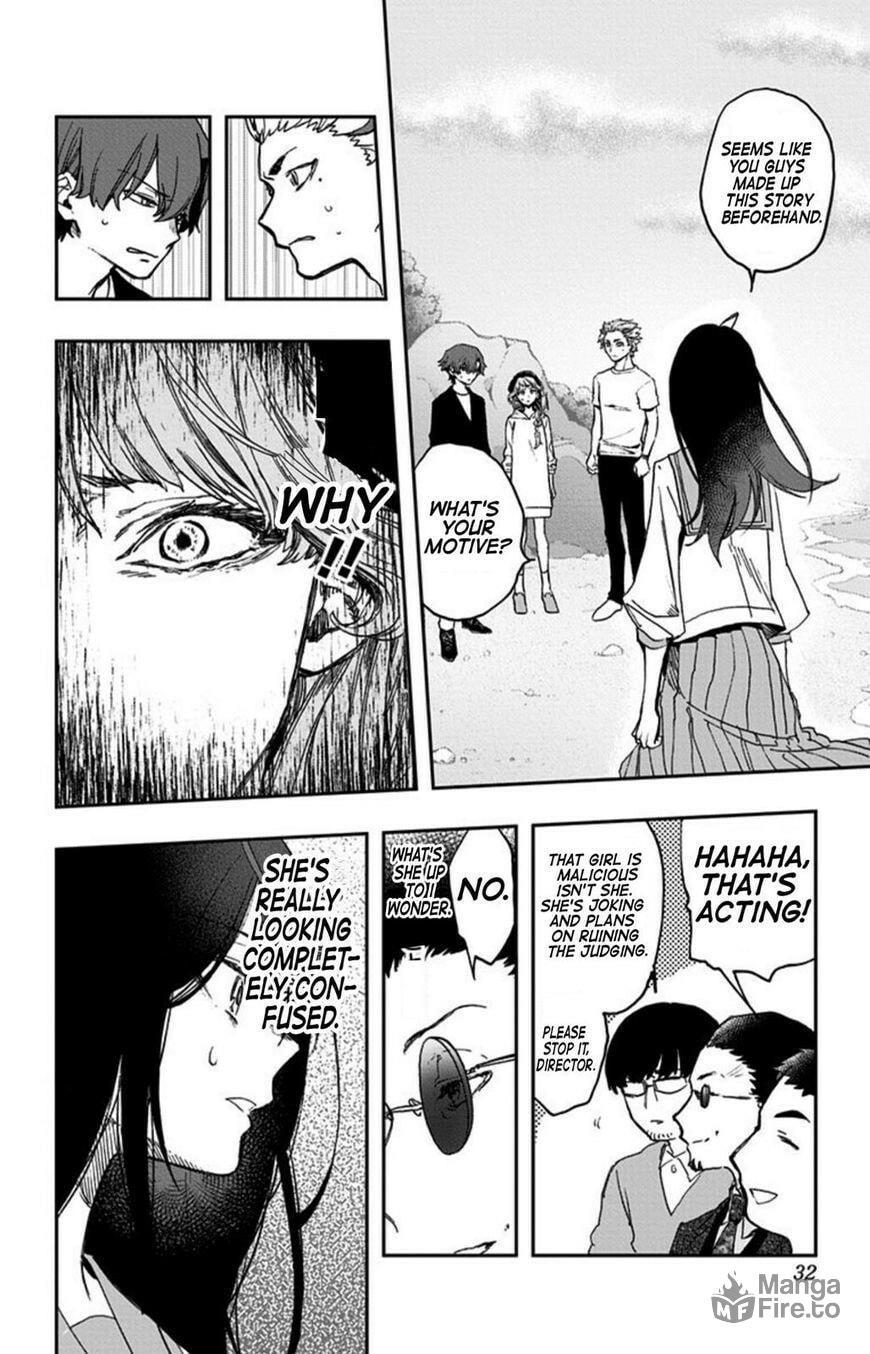 SEEMS LIKE
YOU GUYS
MADE UP
THIS STORY
BEFOREHAND.
WHAT'S
YOUR
MOTIVE?
WHY
!!
HAHAHA,
THAT'S
ACTING!
THAT GIRL IS
MALICIOUS
ISN'T SHE.
SHE'S JOKING
AND PLANS
ON RUINING
THE JUDGING.
PLEASE
STOP IT,
DIRECTOR.
NO.
WHAT'S
SHE UP
TO,I
WONDER.
SHE'S
REALLY
LOOKING
COMPLET-
ELY CON-
FUSED.
32
MF
Manga
Fire.to